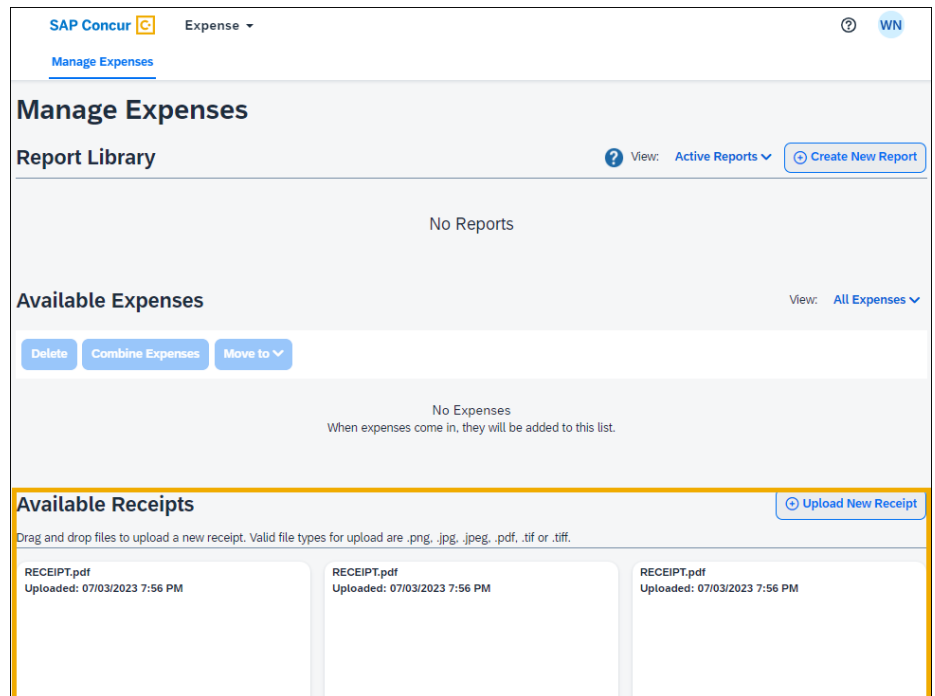 SAP Concur C Expense
WN
Manage Expenses
Manage Expenses
Report Library
? View: Active Reports Create New Report
No Reports
Available Expenses
View: All Expenses
Delete Combine Expenses Move to
No Expenses
When expenses come in, they will be added to this list.
Available Receipts
Upload New Receipt
Drag and drop files to upload a new receipt. Valid file types for upload are .png, .jpg, .jpeg, .pdf, .tif or .tiff.
RECEIPT.pdf
Uploaded: 07/03/2023 7:56 PM
RECEIPT.pdf
Uploaded: 07/03/2023 7:56 PM
RECEIPT.pdf
Uploaded: 07/03/2023 7:56 PM